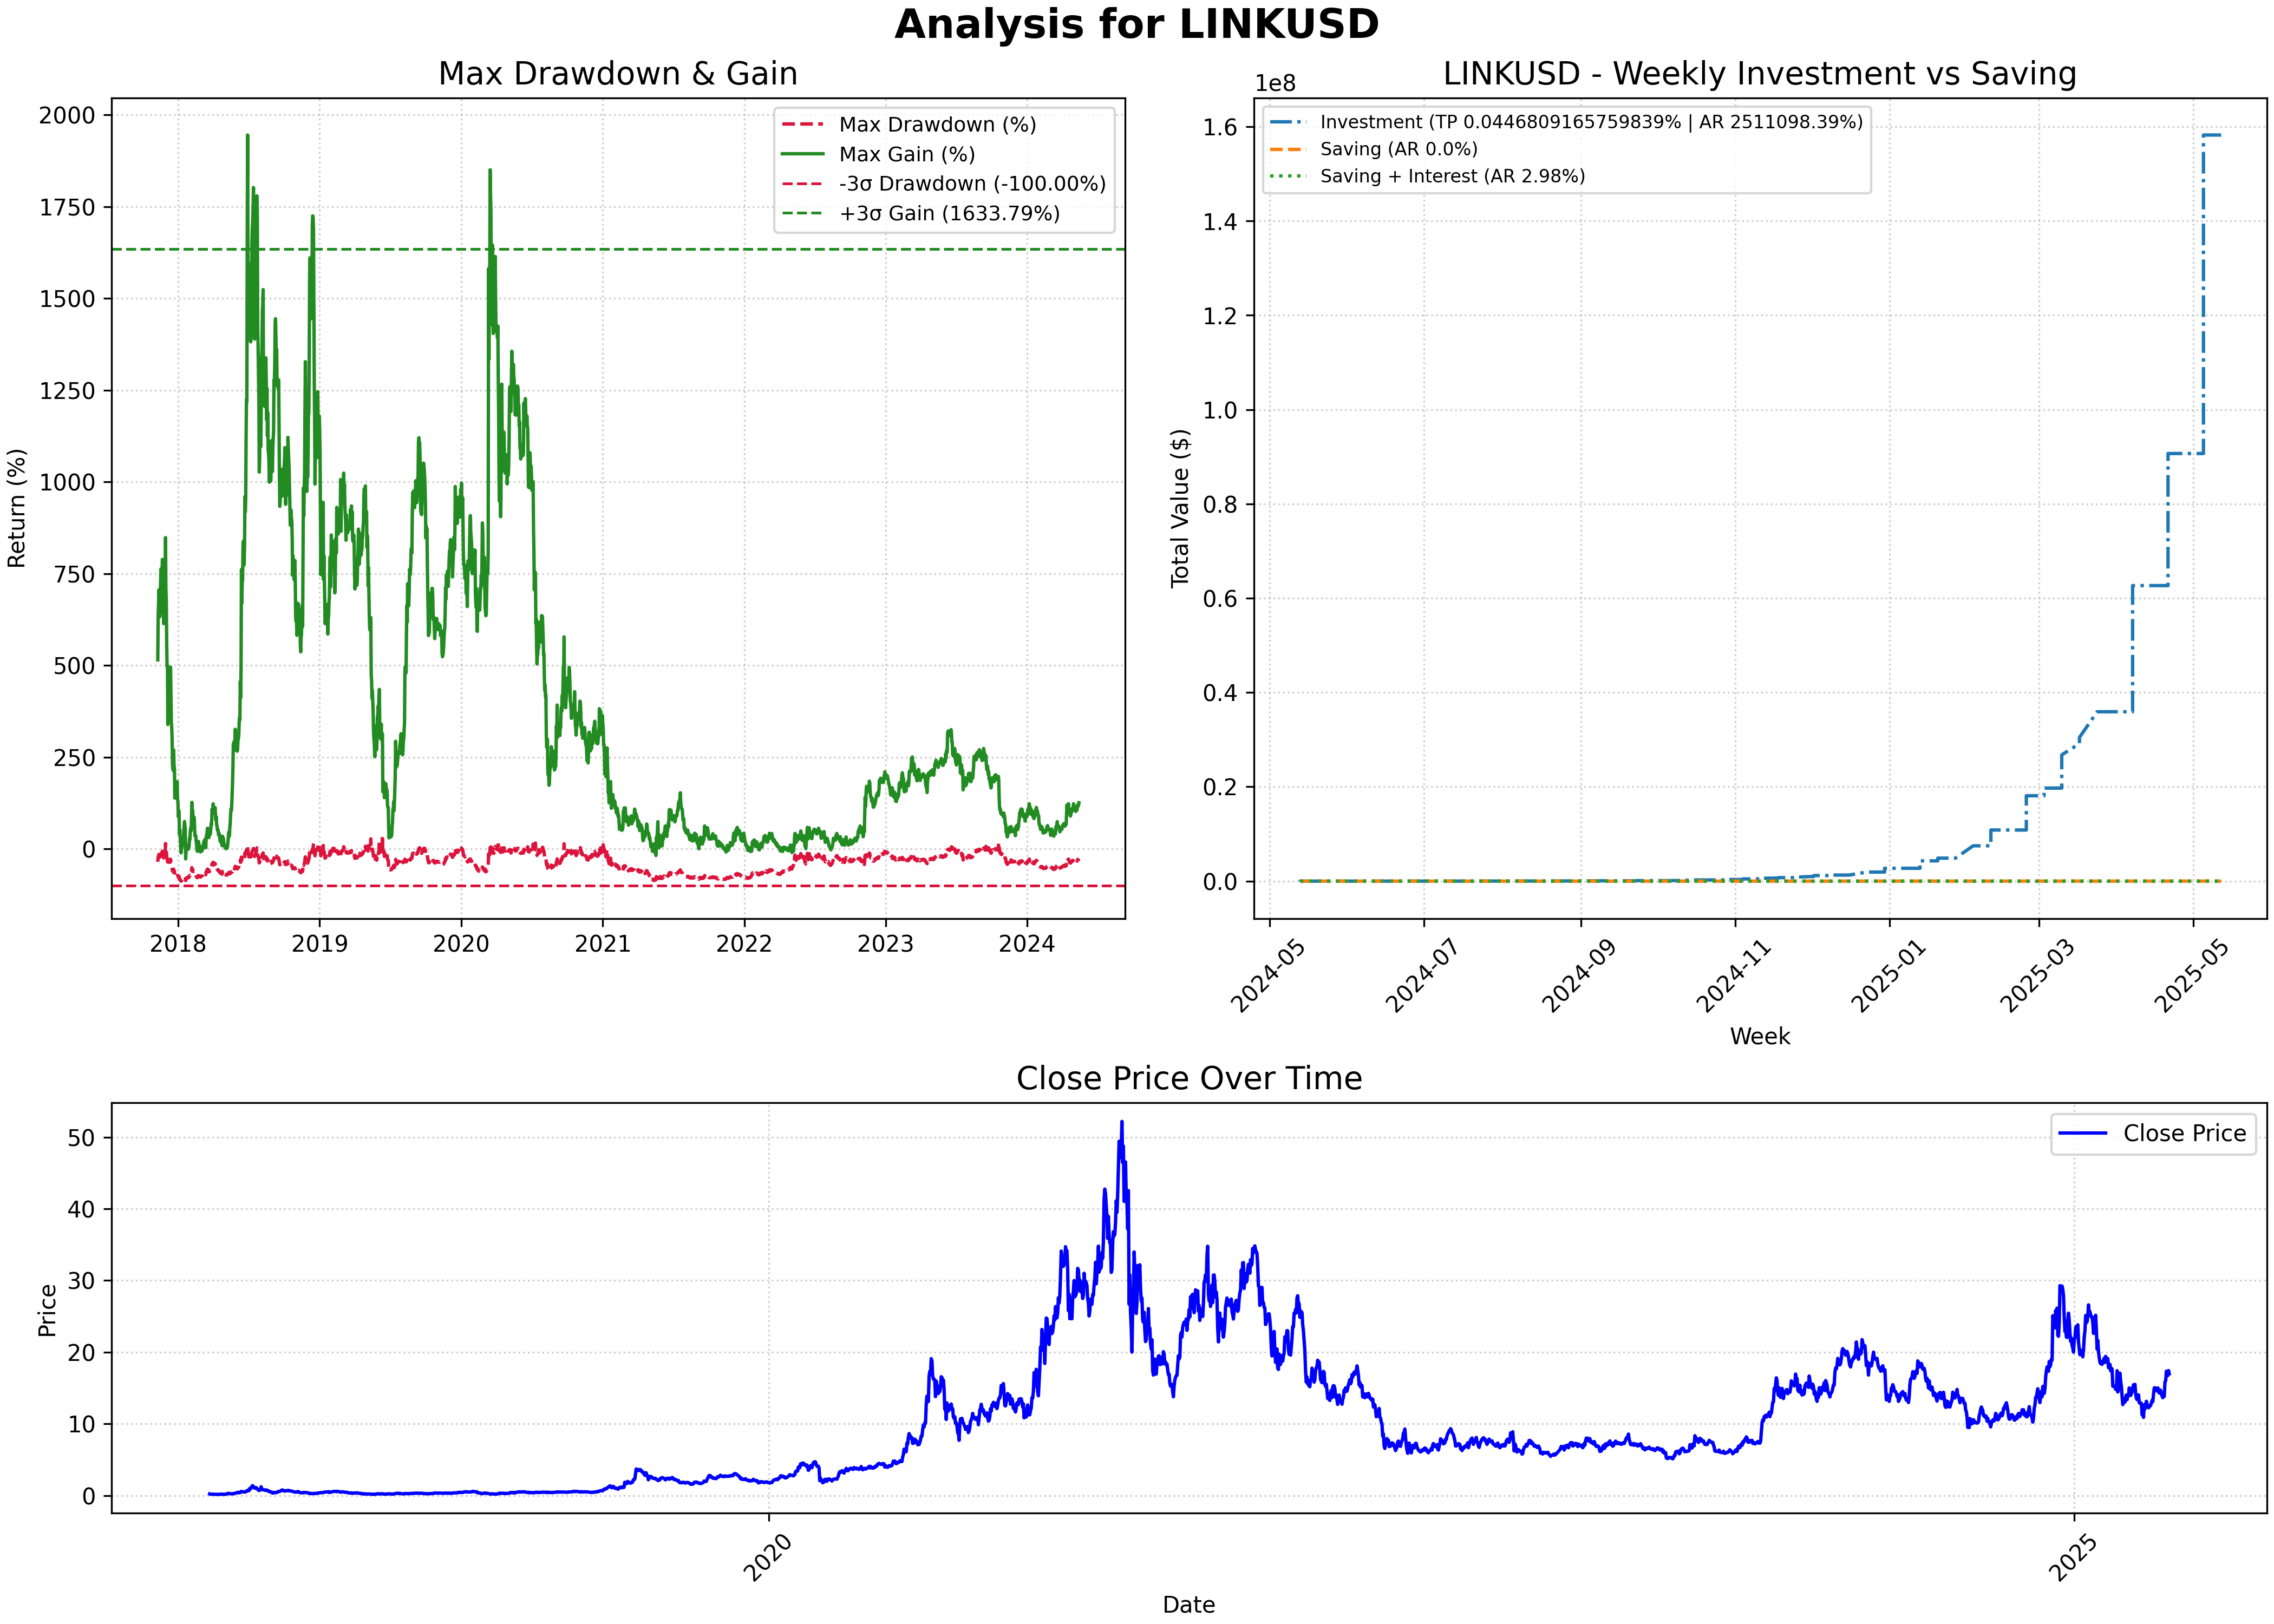 Analysis for LINKUSD
Max Drawdown & Gain
Return (%)
2000
1750
1500
1250
1000
750
500
250
0
Max Drawdown (%)
Max Gain (%)
-3σ Drawdown (-100.00%)
+3σ Gain (1633.79%)
2018 2019 2020 2021 2022 2023 2024
LINKUSD - Weekly Investment vs Saving
1e8
Total Value ($)
1.6
1.4
1.2
1.0
0.8
0.6
0.4
0.2
0.0
Investment (TP 0.0446809165759839% | AR 2511098.39%)
Saving (AR 0.0%)
Saving + Interest (AR 2.98%)
2024-05 2024-07 2024-09 2024-11 2025-01 2025-03 2025-05
Week
Close Price Over Time
Price
50
40
30
20
10
0
Close Price
2020 2025
Date